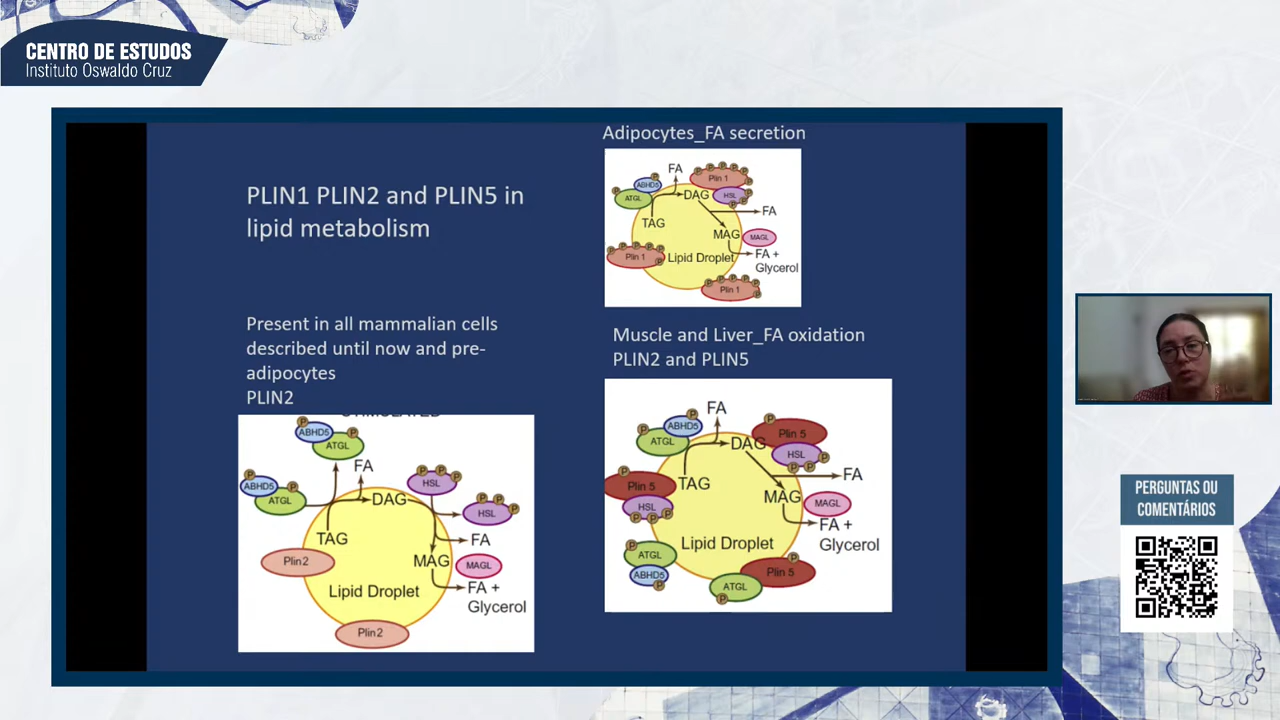 CENTRO DE ESTUDOS
Instituto Oswaldo Cruz
PLIN1 PLIN2 and PLIN5 in
lipid metabolism
Present in all mammalian cells
described until now and pre-
adipocytes
PLIN2
P
ABHD5
P
ATGL
P
ABHD5
P
ATGL
FA
DAG
P P P
HSL
P P P
HSL
TAG
FA
MAG
MAGL
Plin2
Lipid Droplet
FA +
Glycerol
Plin2
Adipocytes_FA secretion
FA
P P P P P P
Plin 1
P
ABHD5
P
ATGL
DAG
HSL
P P P
TAG
FA
MAG
MAGL
P P P P P
Plin 1
Lipid Droplet
FA +
Glycerol
P P P P P P
Plin 1
Muscle and Liver_FA oxidation
PLIN2 and PLIN5
FA
P
ABHD5
P
ATGL
DAG
P
Plin 5
HSL
P P P
P
Plin 5
TAG
FA
MAG
MAGL
HSL
P P P
FA +
Glycerol
Lipid Droplet
P
ATGL
ABHD5
P
P
Plin 5
ATGL
P
PERGUNTAS OU
COMENTÁRIOS